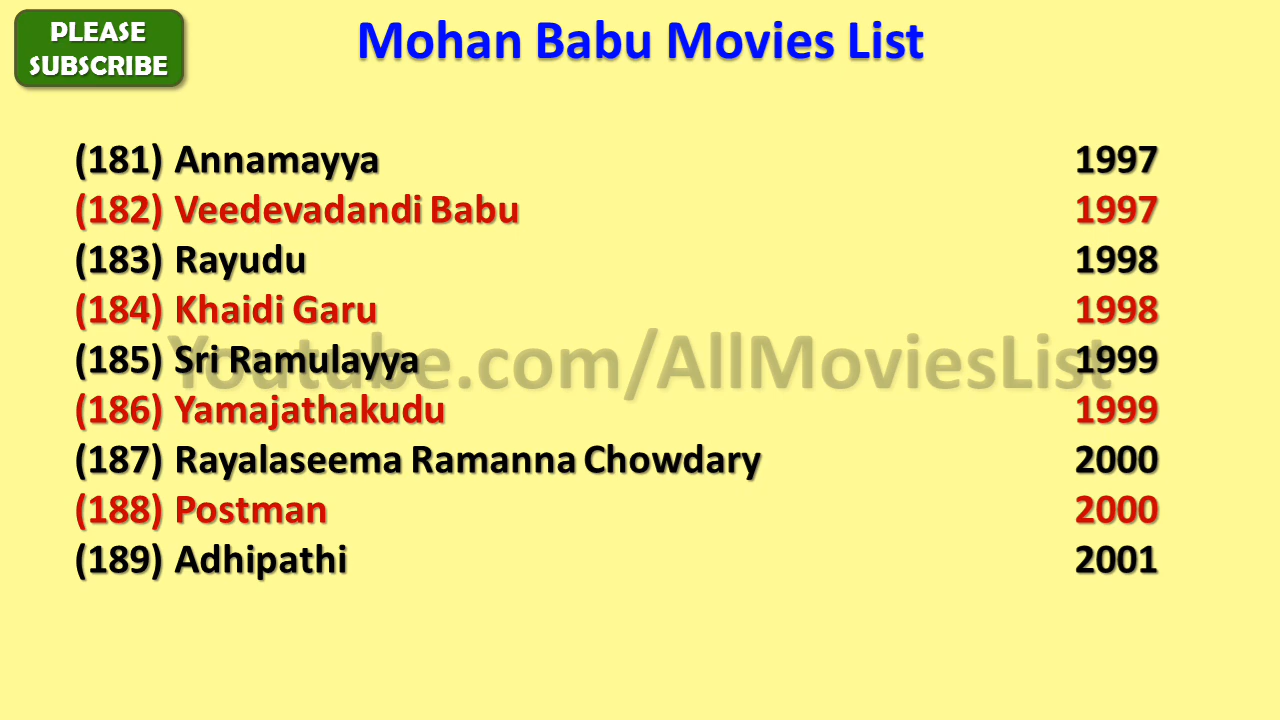 PLEASE
SUBSCRIBE
Mohan Babu Movies List
(181) Annamayya 1997
(182) Veedevadandi Babu 1997
(183) Rayudu 1998
(184) Khaidi Garu 1998
Youtube.com/AllMoviesList
(185) Sri Ramulayya 1999
(186) Yamajathakudu 1999
(187) Rayalaseema Ramanna Chowdary 2000
(188) Postman 2000
(189) Adhipathi 2001